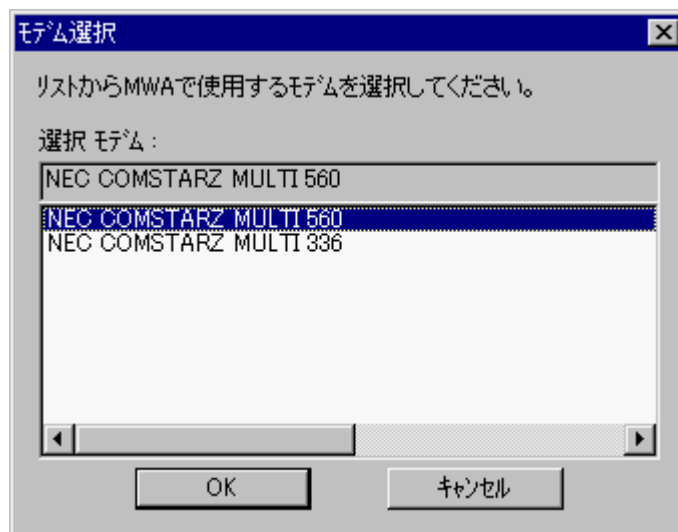 ﾓﾃﾞﾑ選択
ﾘｽﾄからMWAで使用するﾓﾃﾞﾑを選択してください。
選択 ﾓﾃﾞﾑ :
NEC COMSTARZ MULTI 560
NEC COMSTARZ MULTI 560
NEC COMSTARZ MULTI 336
OK
ｷｬﾝｾﾙ